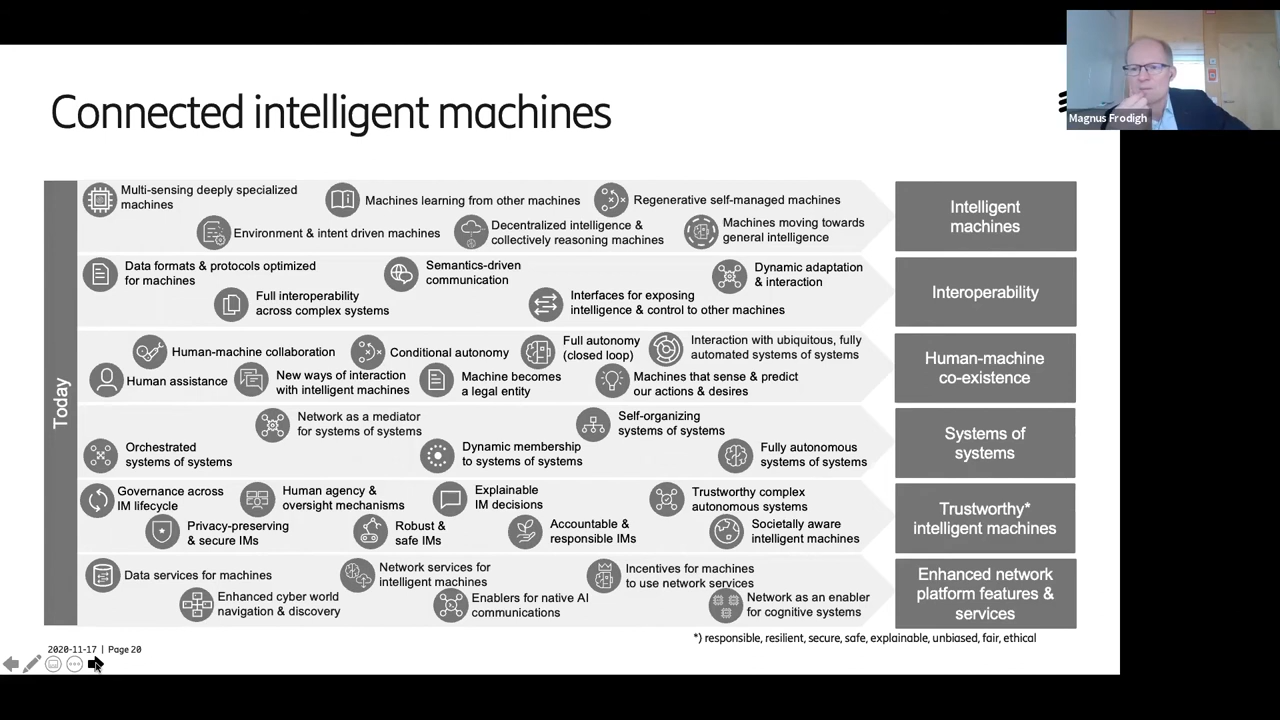 Connected intelligent machines
Magnus Frodigh
Today
Multi-sensing deeply specialized
machines
Machines learning from other machines
Regenerative self-managed machines
Environment & intent driven machines
Decentralized intelligence &
collectively reasoning machines
Machines moving towards
general intelligence
Intelligent
machines
Data formats & protocols optimized
for machines
Semantics-driven
communication
Dynamic adaptation
& interaction
Full interoperability
across complex systems
Interfaces for exposing
intelligence & control to other machines
Interoperability
Human-machine collaboration
Conditional autonomy
Full autonomy
(closed loop)
Interaction with ubiquitous, fully
automated systems of systems
Human assistance
New ways of interaction
with intelligent machines
Machine becomes
a legal entity
Machines that sense & predict
our actions & desires
Human-machine
co-existence
Network as a mediator
for systems of systems
Self-organizing
systems of systems
Orchestrated
systems of systems
Dynamic membership
to systems of systems
Fully autonomous
systems of systems
Systems of
systems
Governance across
IM lifecycle
Human agency &
oversight mechanisms
Explainable
IM decisions
Trustworthy complex
autonomous systems
Privacy-preserving
& secure IMs
Robust &
safe IMs
Accountable &
responsible IMs
Societally aware
intelligent machines
Trustworthy*
intelligent machines
Data services for machines
Network services for
intelligent machines
Incentives for machines
to use network services
Enhanced cyber world
navigation & discovery
Enablers for native AI
communications
Network as an enabler
for cognitive systems
Enhanced network
platform features &
services
*) responsible, resilient, secure, safe, explainable, unbiased, fair, ethical
2020-11-17 | Page 20